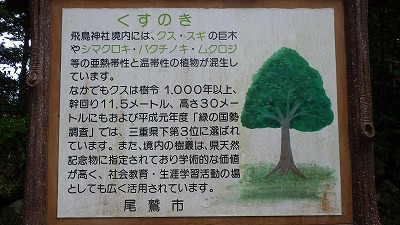 くすのき
飛鳥神社境内には、クス・スギの巨木
やシマクロキ・バクチノキ・ムクロジ
等の亜熱帯性と温帯性の植物が混生し
ています。
なかでもクスは樹令1,000年以上、
幹回り11.5メートル、高さ30メー
トルにもおよび平成元年度「緑の国勢
調査」では、三重県下第3位に選ばれ
ています。また、境内の樹叢は、県天然
記念物に指定されており学術的な価値
が高く、社会教育・生涯学習活動の場
としても広く活用されています。
尾鷲市